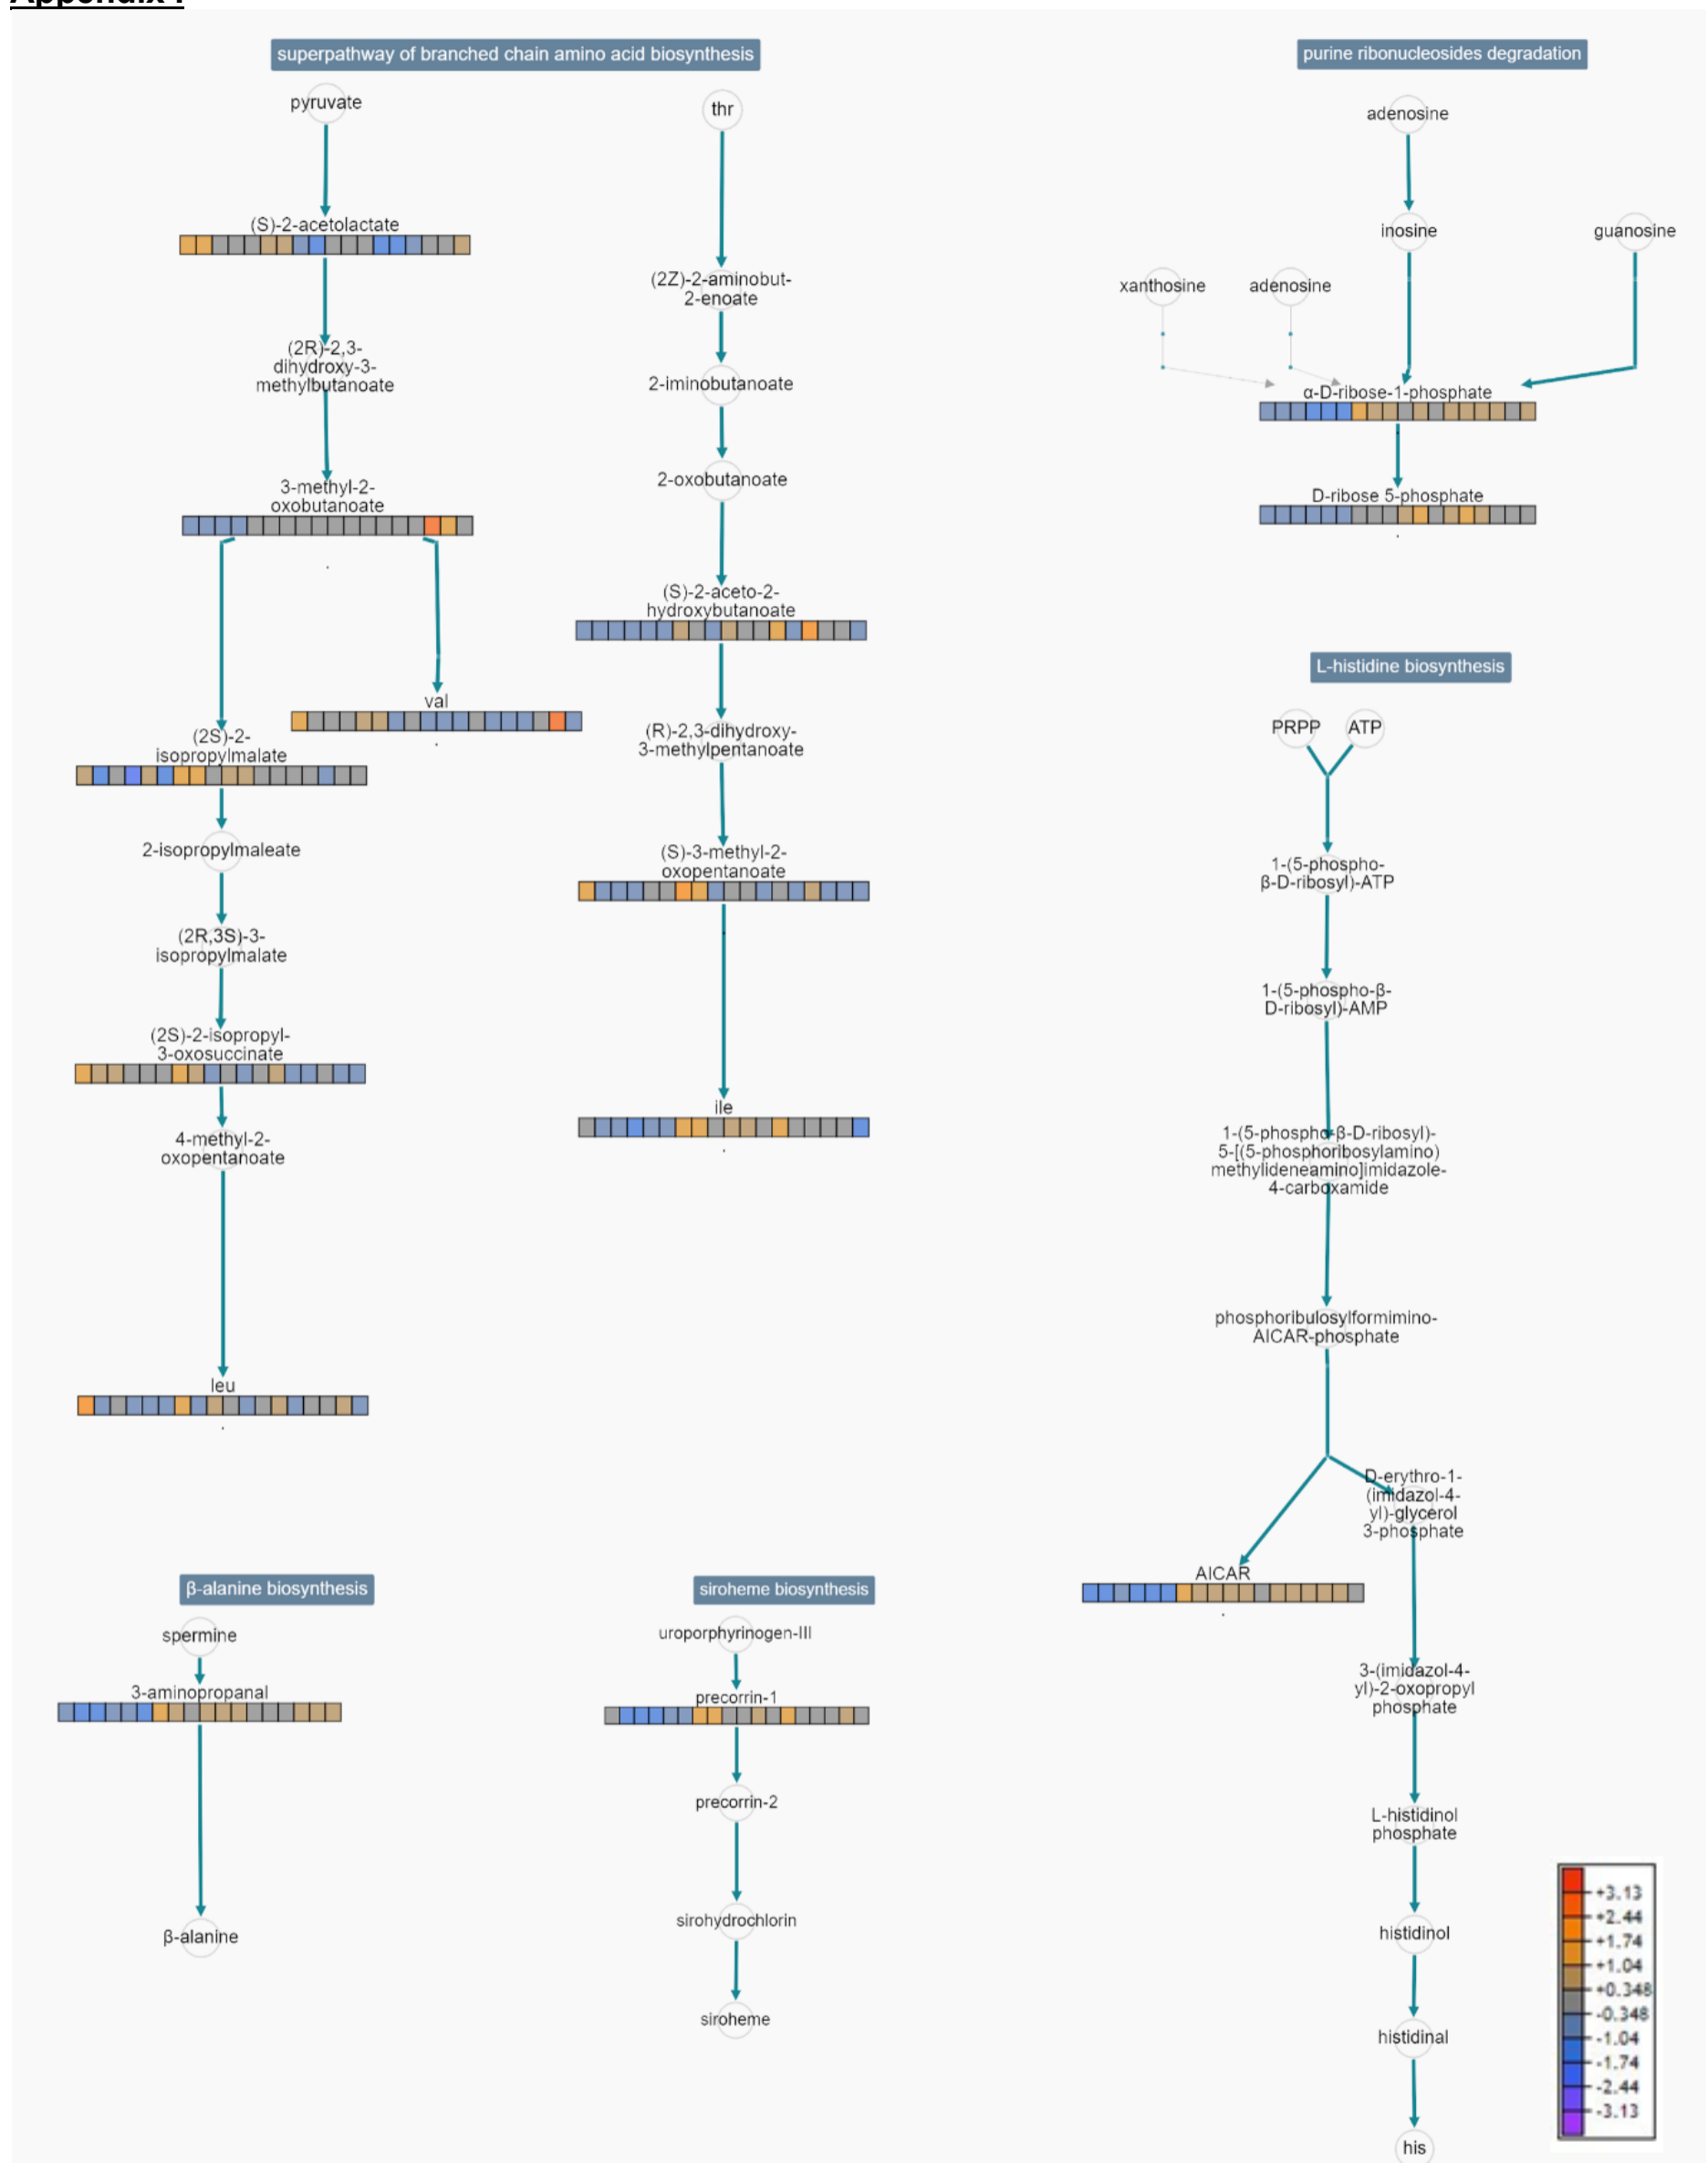 superpathway of branched chain amino acid biosynthesis
pyruvate
(S)-2-acetolactate
(2R)-2,3-
dihydroxy-3-
methylbutanoate
3-methyl-2-
oxobutanoate
val
(2S)-2-
isopropylmalate
2-isopropylmaleate
(2R,3S)-3-
isopropylmalate
(2S)-2-isopropyl-
3-oxosuccinate
4-methyl-2-
oxopentanoate
leu
thr
(2Z)-2-aminobut-
2-enoate
2-iminobutanoate
2-oxobutanoate
(S)-2-aceto-2-
hydroxybutanoate
(R)-2,3-dihydroxy-
3-methylpentanoate
(S)-3-methyl-2-
oxopentanoate
ile
purine ribonucleosides degradation
adenosine
inosine
guanosine
xanthosine
adenosine
α-D-ribose-1-phosphate
D-ribose 5-phosphate
L-histidine biosynthesis
PRPP
ATP
1-(5-phospho-
β-D-ribosyl)-ATP
1-(5-phospho-β-
D-ribosyl)-AMP
1-(5-phospho-β-D-ribosyl)-
5-[(5-phosphoribosylamino)
methylideneamino]imidazole-
4-carboxamide
phosphoribulosylformimino-
AICAR-phosphate
D-erythro-1-
(imidazol-4-
yl)-glycerol
3-phosphate
AICAR
3-(imidazol-4-
yl)-2-oxopropyl
phosphate
L-histidinol
phosphate
histidinol
histidinal
his
β-alanine biosynthesis
spermine
3-aminopropanal
β-alanine
siroheme biosynthesis
uroporphyrinogen-III
precorrin-1
precorrin-2
sirohydrochlorin
siroheme
+3.13
+2.44
+1.74
+1.04
+0.348
-0.348
-1.04
-1.74
-2.44
-3.13